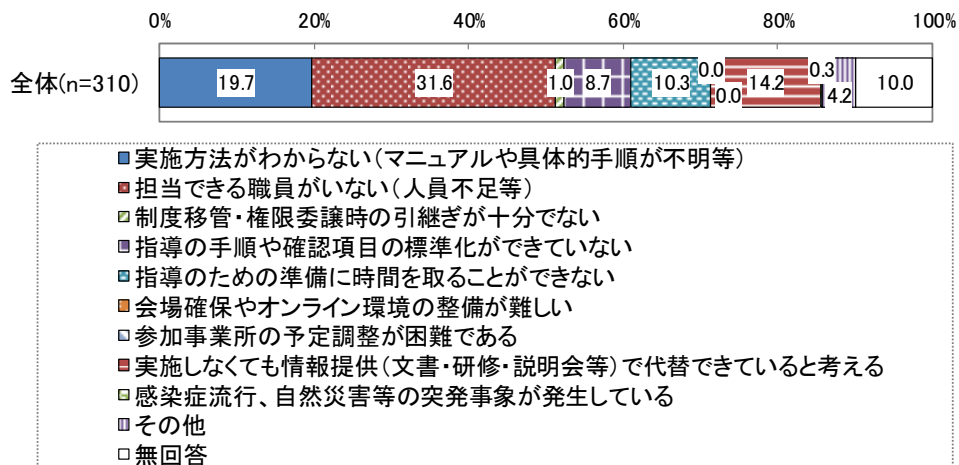 0% 20% 40% 60% 80% 100%
全体(n=310)
19.7 31.6 1.0 8.7 10.3 0.0 0.0 14.2 0.3 4.2 10.0
実施方法がわからない(マニュアルや具体的手順が不明等)
担当できる職員がいない(人員不足等)
制度移管・権限委譲時の引継ぎが十分でない
指導の手順や確認項目の標準化ができていない
指導のための準備に時間を取ることができない
会場確保やオンライン環境の整備が難しい
参加事業所の予定調整が困難である
実施しなくても情報提供(文書・研修・説明会等)で代替できていると考える
感染症流行、自然災害等の突発事象が発生している
その他
無回答